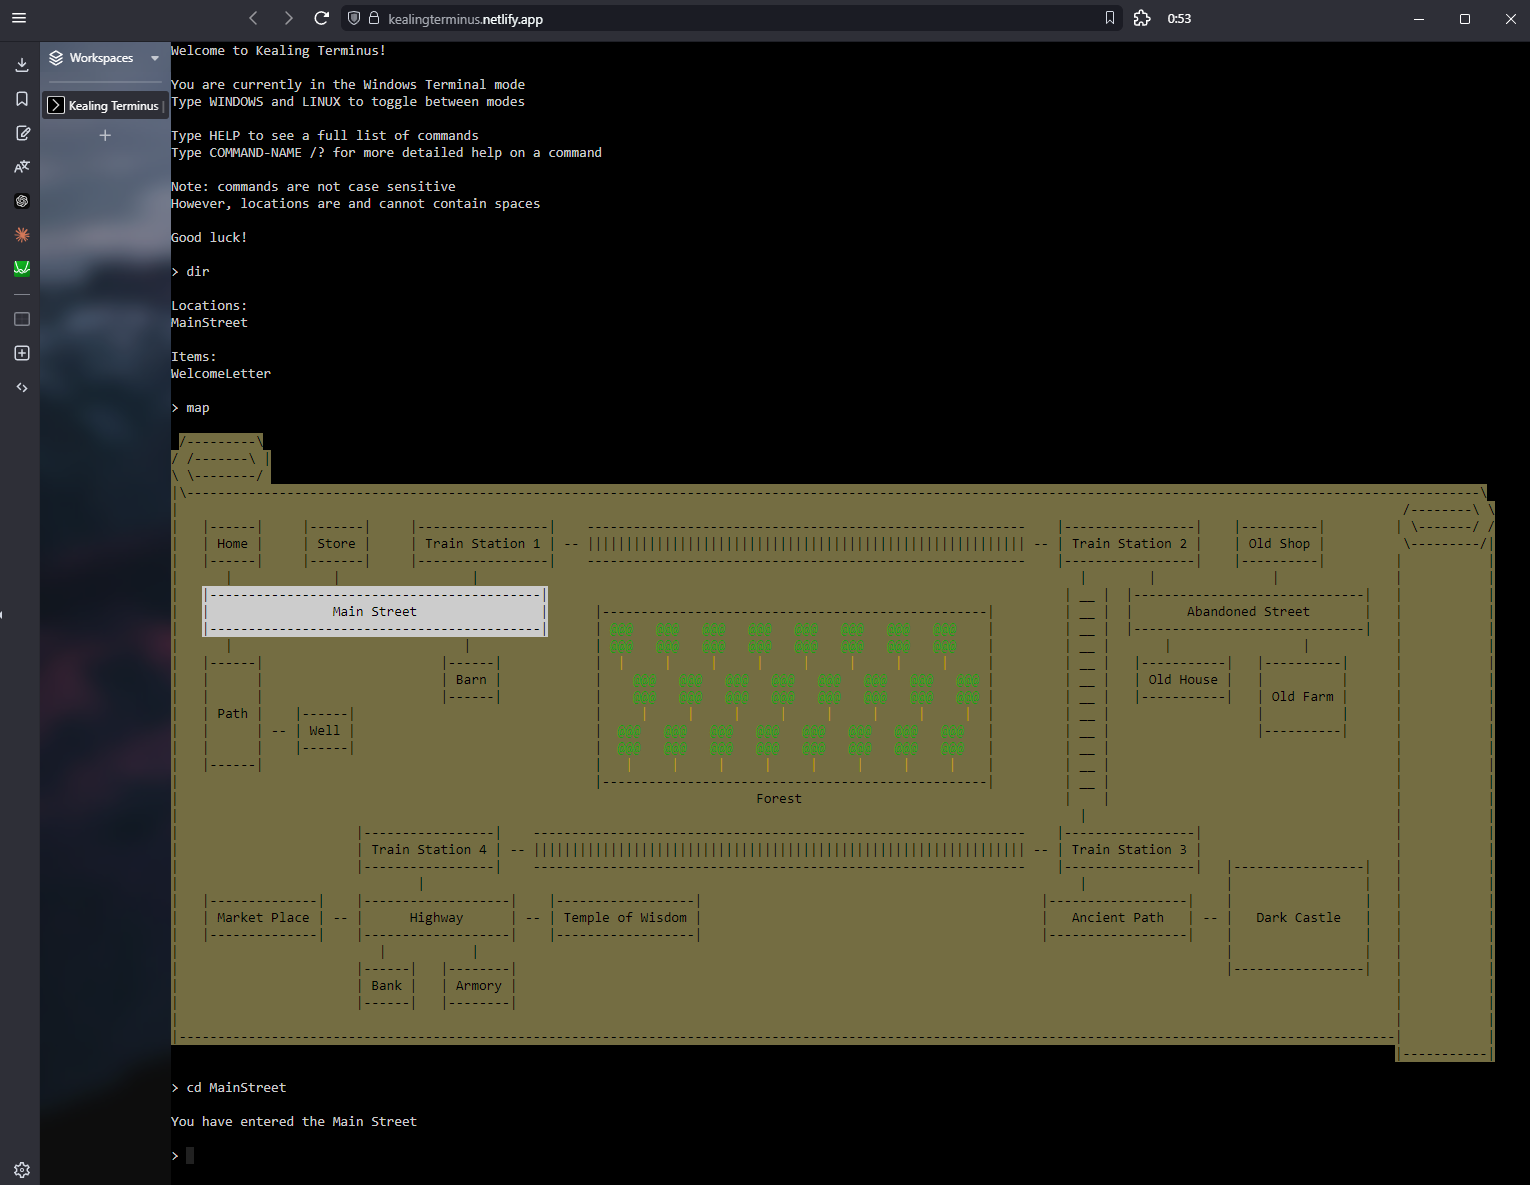 kealingterminus.netlify.app
0:53
Workspaces
Kealing Terminus
Welcome to Kealing Terminus!
You are currently in the Windows Terminal mode
Type WINDOWS and LINUX to toggle between modes
Type HELP to see a full list of commands
Type COMMAND-NAME /? for more detailed help on a command
Note: commands are not case sensitive
However, locations are and cannot contain spaces
Good luck!
> dir
Locations:
MainStreet
Items:
WelcomeLetter
> map
Home Store Train Station 1 Train Station 2 Old Shop
Main Street Abandoned Street
Barn Old House
Old Farm
Path
Well
Forest
Train Station 4 Train Station 3
Market Place Highway Temple of Wisdom Ancient Path Dark Castle
Bank Armory
> cd MainStreet
You have entered the Main Street
>